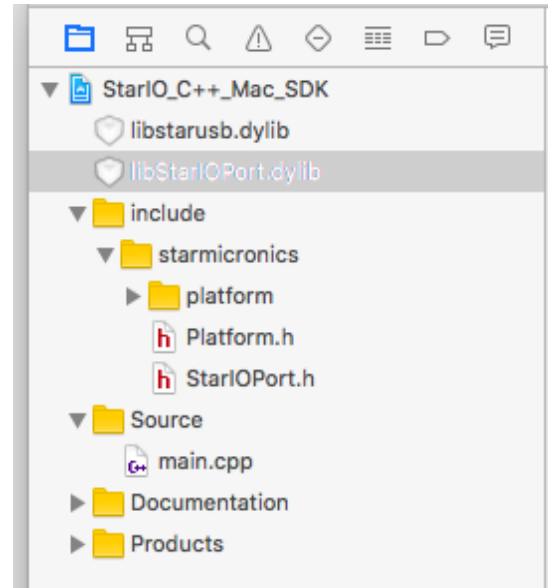 StarIO_C++_Mac_SDK
libstarusb.dylib
libStarIOPort.dylib
include
starmicronics
platform
h Platform.h
h StarIOPort.h
Source
C++ main.cpp
Documentation
Products